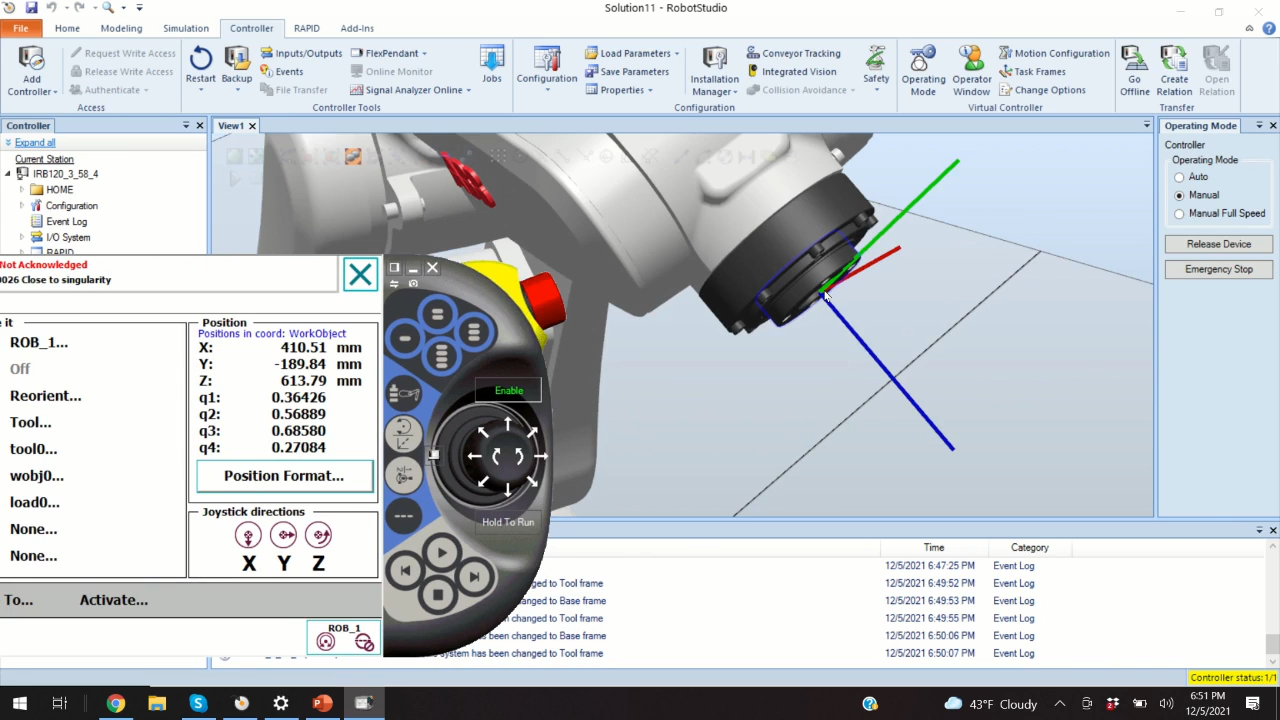 Solution11 - RobotStudio
File Home Modeling Simulation Controller RAPID Add-Ins
Add Controller
Request Write Access
Release Write Access
Authenticate
Access
Restart
Backup
Inputs/Outputs
Events
File Transfer
FlexPendant
Online Monitor
Signal Analyzer Online
Jobs
Controller Tools
Configuration
Load Parameters
Save Parameters
Properties
Installation Manager
Conveyor Tracking
Integrated Vision
Collision Avoidance
Configuration
Safety
Operating Mode
Operator Window
Motion Configuration
Task Frames
Change Options
Virtual Controller
Go Offline
Create Relation
Open Relation
Transfer
Controller
Expand all
Current Station
IRB120_3_58_4
HOME
Configuration
Event Log
I/O System
RAPID
View1
Operating Mode
Controller
Operating Mode
Auto
Manual
Manual Full Speed
Release Device
Emergency Stop
Not Acknowledged
0026 Close to singularity
e it
ROB_1...
Off
Reorient...
Tool...
tool0...
wobj0...
load0...
None...
None...
Position
Positions in coord: WorkObject
X: 410.51 mm
Y: -189.84 mm
Z: 613.79 mm
q1: 0.36426
q2: 0.56889
q3: 0.68580
q4: 0.27084
Position Format...
Joystick directions
X Y Z
To... Activate...
ROB_1
Enable
Hold To Run
Time Category
12/5/2021 6:47:25 PM Event Log
ged to Tool frame 12/5/2021 6:49:52 PM Event Log
s been changed to Base frame 12/5/2021 6:49:53 PM Event Log
en changed to Tool frame 12/5/2021 6:49:55 PM Event Log
s been changed to Base frame 12/5/2021 6:50:06 PM Event Log
system has been changed to Tool frame 12/5/2021 6:50:07 PM Event Log
Controller status: 1/1
43°F Cloudy
6:51 PM
12/5/2021